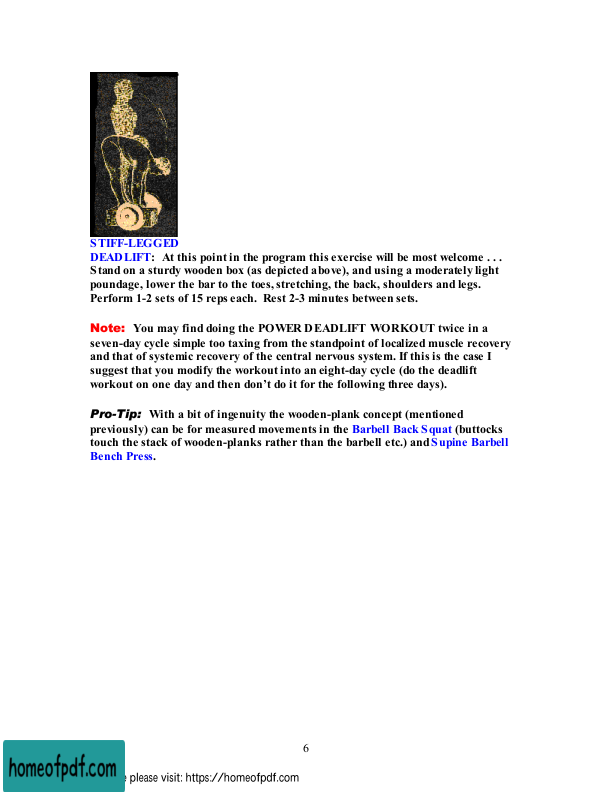 STIFF-LEGGED
DEADLIFT: At this point in the program this exercise will be most welcome . . .
Stand on a sturdy wooden box (as depicted above), and using a moderately light
poundage, lower the bar to the toes, stretching, the back, shoulders and legs.
Perform 1-2 sets of 15 reps each. Rest 2-3 minutes between sets.
Note: You may find doing the POWER DEADLIFT WORKOUT twice in a
seven-day cycle simple too taxing from the standpoint of localized muscle recovery
and that of systemic recovery of the central nervous system. If this is the case I
suggest that you modify the workout into an eight-day cycle (do the deadlift
workout on one day and then don't do it for the following three days).
Pro-Tip: With a bit of ingenuity the wooden-plank concept (mentioned
previously) can be for measured movements in the Barbell Back Squat (buttocks
touch the stack of wooden-planks rather than the barbell etc.) and Supine Barbell
Bench Press.
6
homeofpdf.com
please visit: https://homeofpdf.com